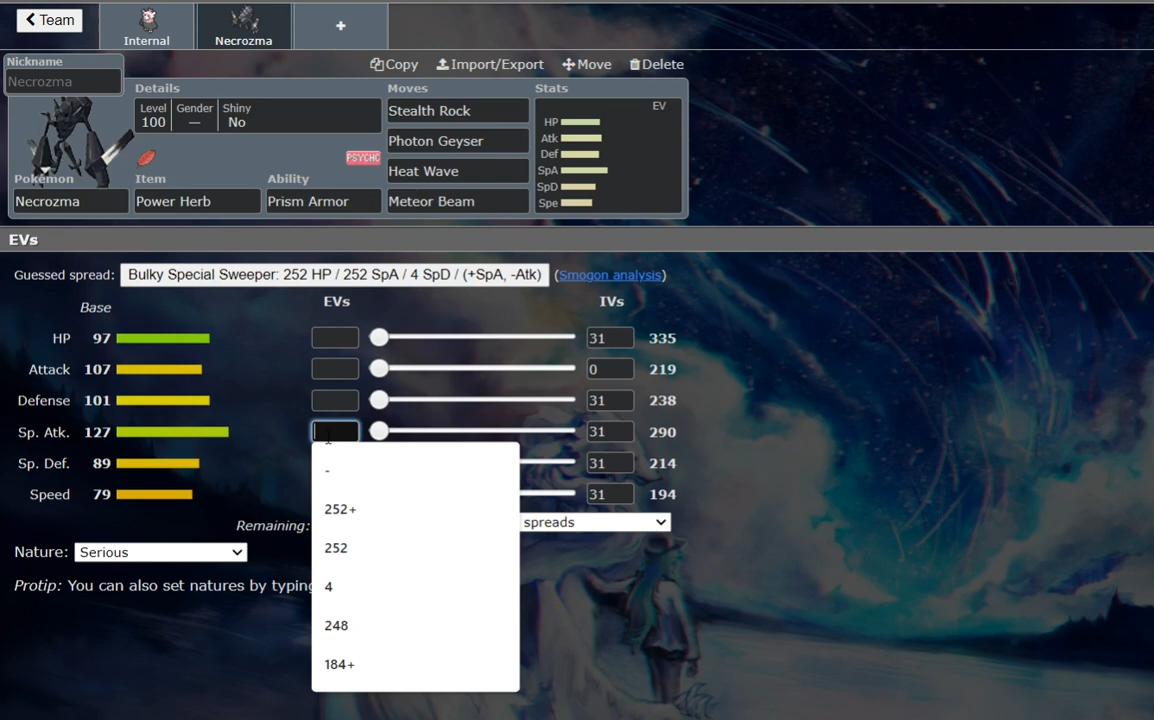 Team
Internal
Necrozma
+
Nickname
Necrozma
Copy
Import/Export
Move
Delete
Details
Level
100
Gender
—
Shiny
No
PSYCHC
Pokémon
Necrozma
Item
Power Herb
Ability
Prism Armor
Moves
Stealth Rock
Photon Geyser
Heat Wave
Meteor Beam
Stats
EV
HP
Atk
Def
SpA
SpD
Spe
EVs
Guessed spread: Bulky Special Sweeper: 252 HP / 252 SpA / 4 SpD / (+SpA, -Atk) (Smogon analysis)
Base EVs IVs
HP 97 31 335
Attack 107 0 219
Defense 101 31 238
Sp. Atk. 127 31 290
Sp. Def. 89 31 214
Speed 79 31 194
Remaining: spreads
Nature: Serious
Protip: You can also set natures by typing
-
252+
252
4
248
184+